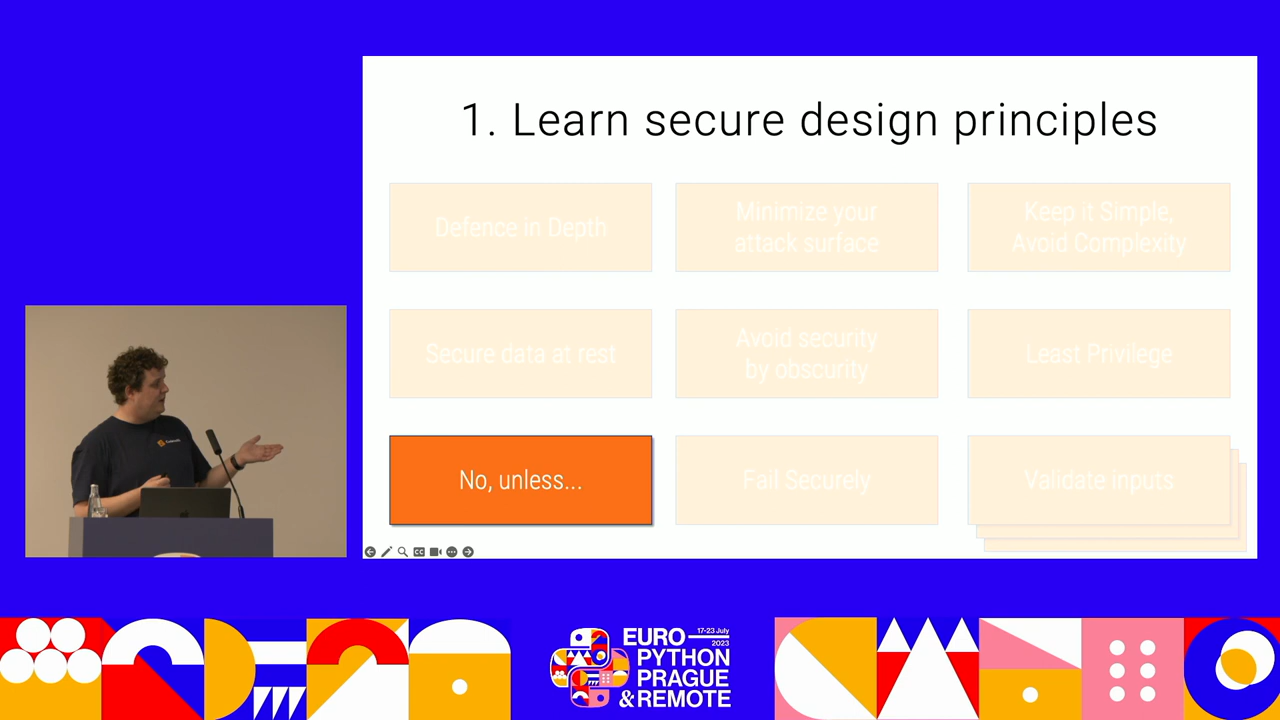 1. Learn secure design principles
Defence in Depth
Minimize your
attack surface
Keep it Simple,
Avoid Complexity
Secure data at rest
Avoid security
by obscurity
Least Privilege
No, unless...
Fail Securely
Validate inputs
17-23 July
2023
EURO
PYTHON
PRAGUE
& REMOTE